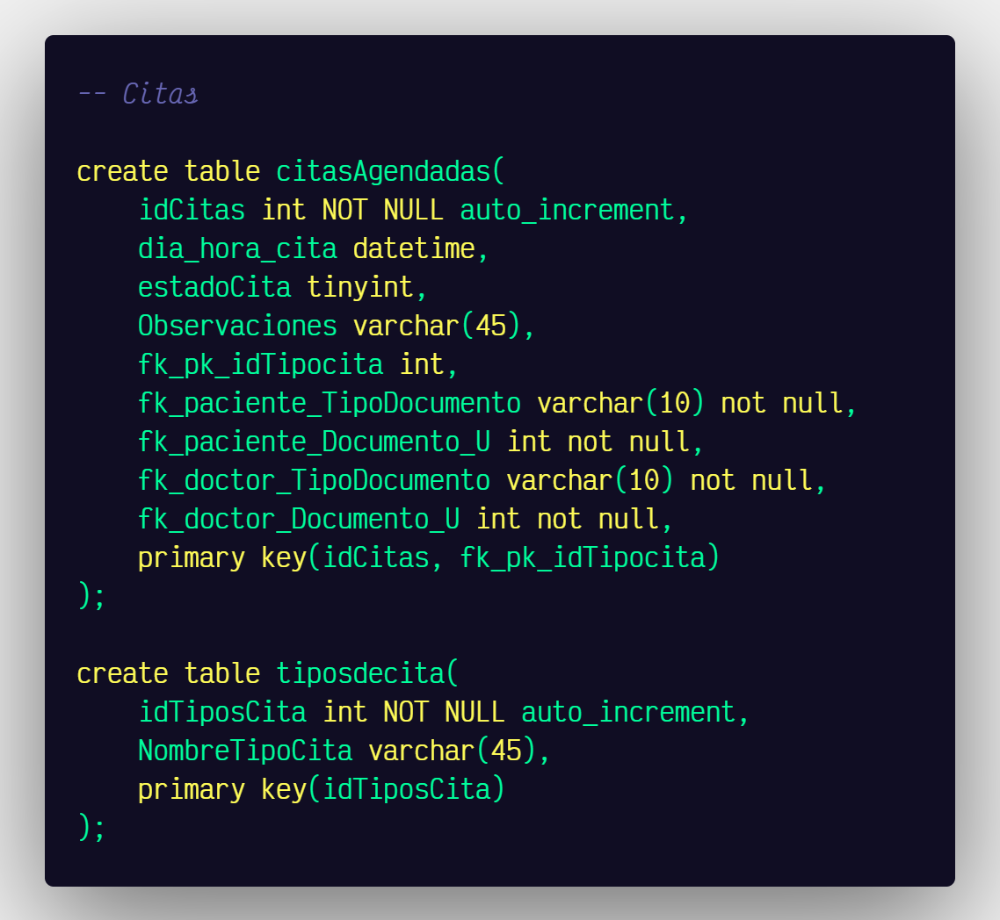 -- Citas
create table citasAgendadas(
idCitas int NOT NULL auto_increment,
dia_hora_cita datetime,
estadoCita tinyint,
Observaciones varchar(45),
fk_pk_idTipocita int,
fk_paciente_TipoDocumento varchar(10) not null,
fk_paciente_Documento_U int not null,
fk_doctor_TipoDocumento varchar(10) not null,
fk_doctor_Documento_U int not null,
primary key(idCitas, fk_pk_idTipocita)
);
create table tiposdecita(
idTiposCita int NOT NULL auto_increment,
NombreTipoCita varchar(45),
primary key(idTiposCita)
);